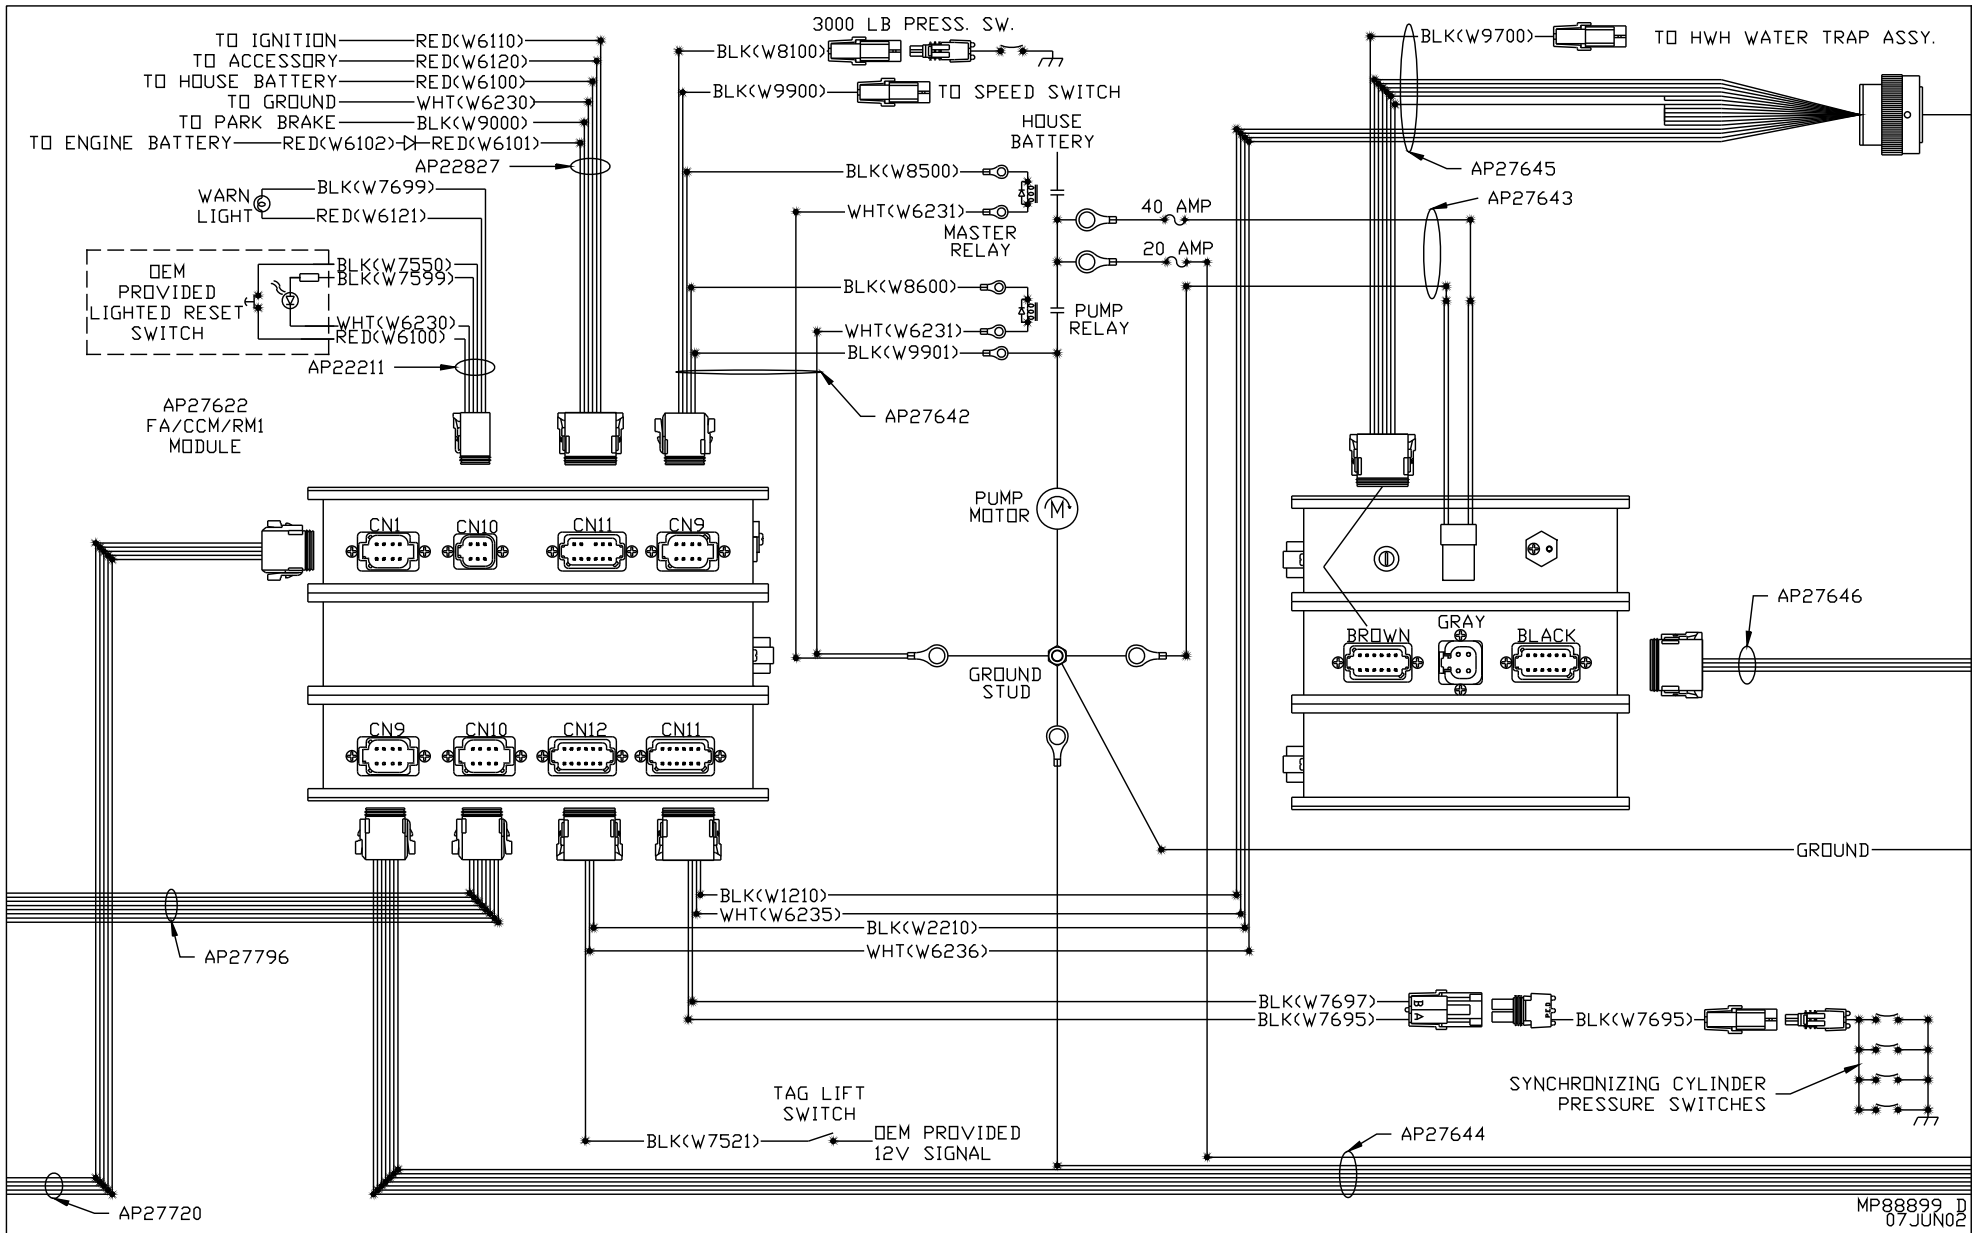 3000 LB PRESS. SW.
TO IGNITION RED(W6110)
TO ACCESSORY RED(W6120)
TO HOUSE BATTERY RED(W6100)
TO GROUND WHT(W6230)
TO PARK BRAKE BLK(W9000)
TO ENGINE BATTERY RED(W6102) RED(W6101)
AP22827
BLK(W8100)
BLK(W9900) TO SPEED SWITCH
BLK(W9700) TO HWH WATER TRAP ASSY.
HOUSE
BATTERY
AP27645
AP27643
WARN
LIGHT
BLK(W7699)
RED(W6121)
BLK(W8500)
WHT(W6231)
MASTER
RELAY
40 AMP
20 AMP
OEM
PROVIDED
LIGHTED RESET
SWITCH
BLK(W7550)
BLK(W7599)
WHT(W6230)
RED(W6100)
AP22211
BLK(W8600)
WHT(W6231)
BLK(W9901)
PUMP
RELAY
AP27642
AP27622
FA/CCM/RM1
MODULE
PUMP
MOTOR
M
CN1 CN10 CN11 CN9
AP27646
BROWN GRAY BLACK
GROUND
STUD
CN9 CN10 CN12 CN11
GROUND
BLK(W1210)
WHT(W6235)
BLK(W2210)
WHT(W6236)
AP27796
BLK(W7697)
BLK(W7695)
B
A
BLK(W7695)
SYNCHRONIZING CYLINDER
PRESSURE SWITCHES
TAG LIFT
SWITCH
BLK(W7521)
OEM PROVIDED
12V SIGNAL
AP27644
AP27720
MP88899 D
07JUN02